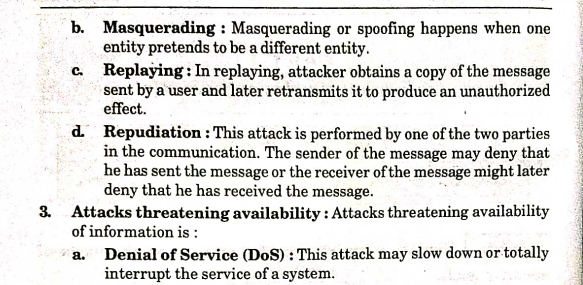 b. Masquerading : Masquerading or spoofing happens when one
entity pretends to be a different entity.
c. Replaying : In replaying, attacker obtains a copy of the message
sent by a user and later retransmits it to produce an unauthorized
effect.
d. Repudiation : This attack is performed by one of the two parties
in the communication. The sender of the message may deny that
he has sent the message or the receiver of the message might later
deny that he has received the message.
3. Attacks threatening availability : Attacks threatening availability
of information is :
a. Denial of Service (DoS) : This attack may slow down or totally
interrupt the service of a system.